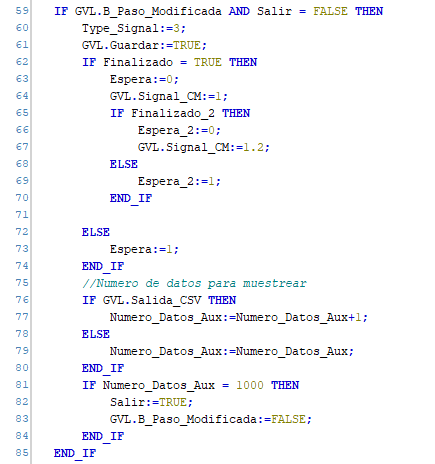 59 IF GVL.B_Paso_Modificada AND Salir = FALSE THEN
60     Type_Signal:=3;
61     GVL.Guardar:=TRUE;
62     IF Finalizado = TRUE THEN
63         Espera:=0;
64         GVL.Signal_CM:=1;
65         IF Finalizado_2 THEN
66             Espera_2:=0;
67             GVL.Signal_CM:=1.2;
68         ELSE
69             Espera_2:=1;
70         END_IF
71
72     ELSE
73         Espera:=1;
74     END_IF
75     //Numero de datos para muestrear
76     IF GVL.Salida_CSV THEN
77         Numero_Datos_Aux:=Numero_Datos_Aux+1;
78     ELSE
79         Numero_Datos_Aux:=Numero_Datos_Aux;
80     END_IF
81     IF Numero_Datos_Aux = 1000 THEN
82         Salir:=TRUE;
83         GVL.B_Paso_Modificada:=FALSE;
84     END_IF
85 END_IF